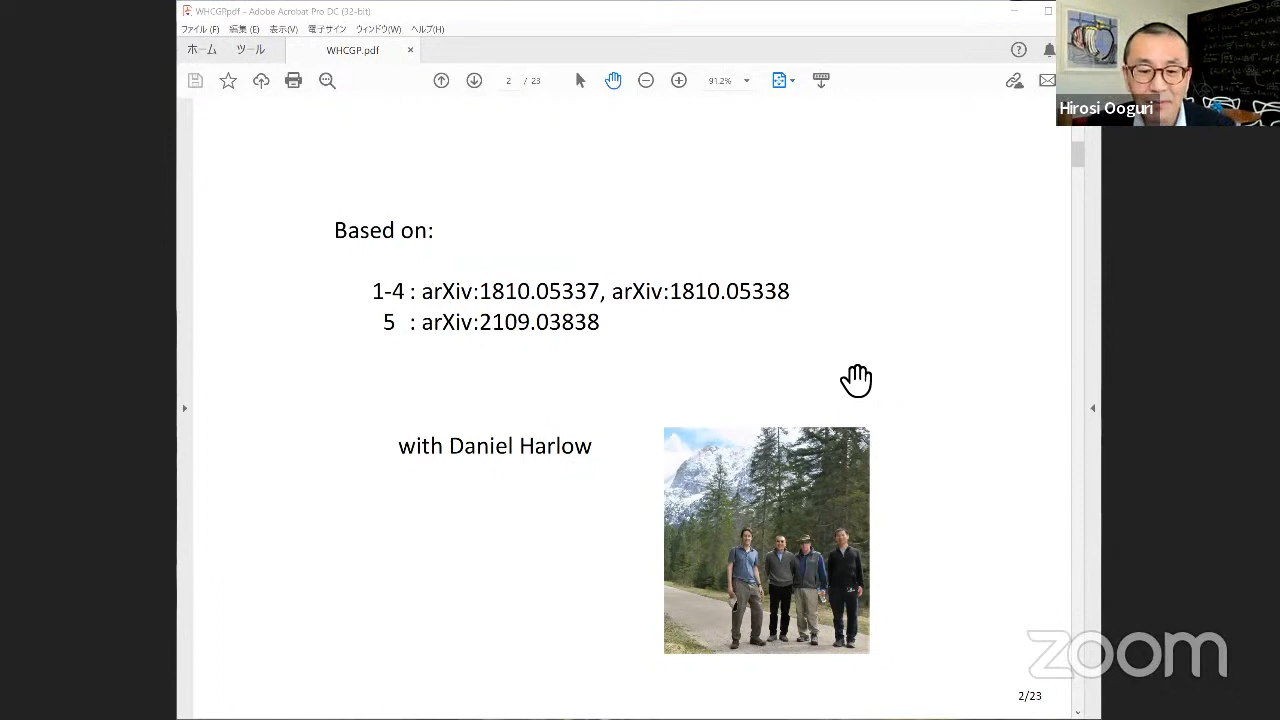 WHCGP.pdf - Adobe Acrobat Pro DC (32-bit)
ファイル(F) 編集(E) 表示(V) 電子サイン ウィンドウ(W) ヘルプ(H)
ホーム ツール WHCGP.pdf ×
2 / 23 91.2%
Hirosi Ooguri
Based on:
1-4 : arXiv:1810.05337, arXiv:1810.05338
5 : arXiv:2109.03838
with Daniel Harlow
zoom
2/23